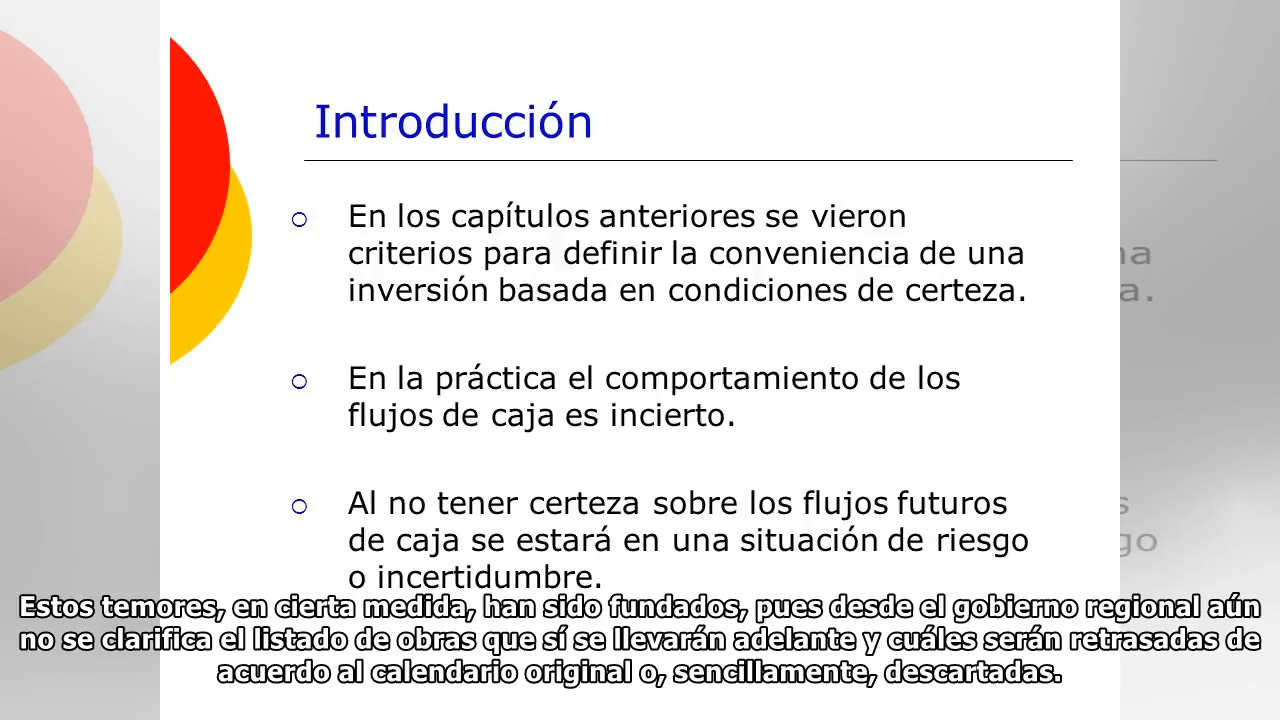 Introducción
En los capítulos anteriores se vieron
criterios para definir la conveniencia de una
inversión basada en condiciones de certeza.
En la práctica el comportamiento de los
flujos de caja es incierto.
Al no tener certeza sobre los flujos futuros
de caja se estará en una situación de riesgo
o incertidumbre.
Estos temores, en cierta medida, han sido fundados, pues desde el gobierno regional aún
no se clarifica el listado de obras que sí se llevarán adelante y cuáles serán retrasadas de
acuerdo al calendario original o, sencillamente, descartadas.